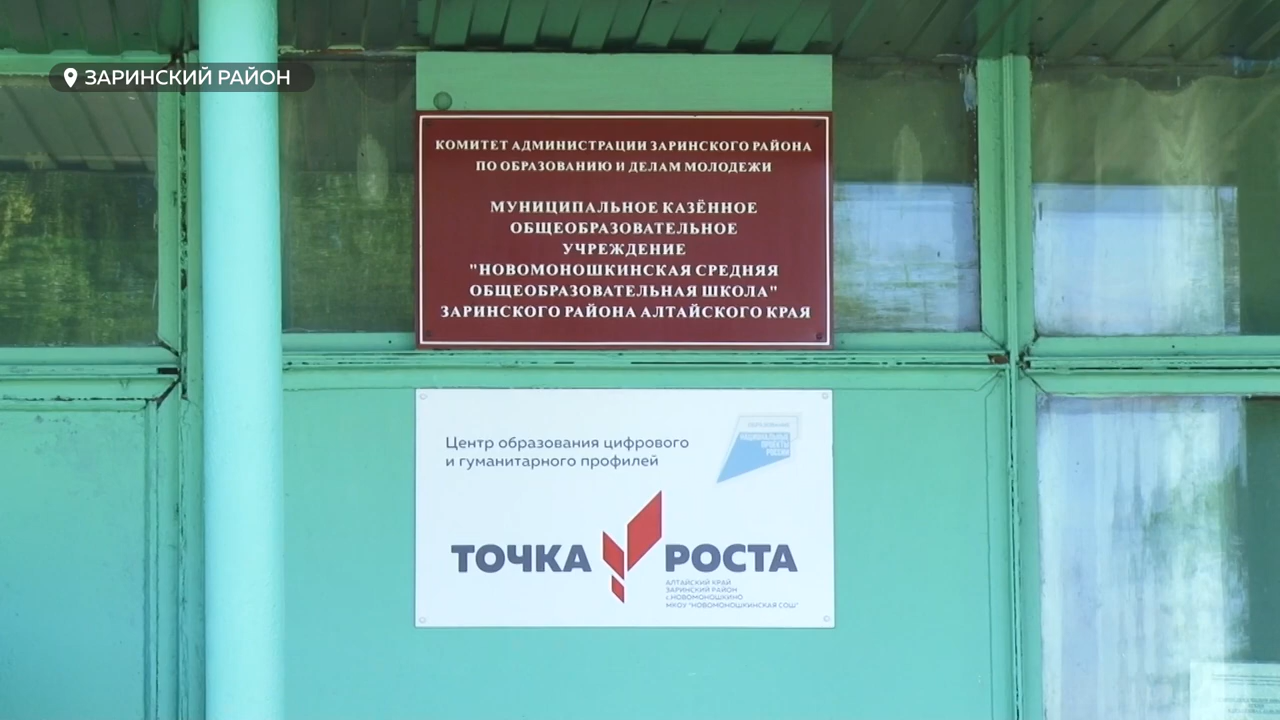 ЗАРИНСКИЙ РАЙОН
КОМИТЕТ АДМИНИСТРАЦИИ ЗАРИНСКОГО РАЙОНА
ПО ОБРАЗОВАНИЮ И ДЕЛАМ МОЛОДЕЖИ
МУНИЦИПАЛЬНОЕ КАЗЁННОЕ
ОБЩЕОБРАЗОВАТЕЛЬНОЕ
УЧРЕЖДЕНИЕ
"НОВОМОНОШКИНСКАЯ СРЕДНЯЯ
ОБЩЕОБРАЗОВАТЕЛЬНАЯ ШКОЛА"
ЗАРИНСКОГО РАЙОНА АЛТАЙСКОГО КРАЯ
ОБРАЗОВАНИЕ
НАЦИОНАЛЬНЫЕ
ПРОЕКТЫ
РОССИИ
Центр образования цифрового
и гуманитарного профилей
ТОЧКА РОСТА
АЛТАЙСКИЙ КРАЙ
ЗАРИНСКИЙ РАЙОН
с.НОВОМОНОШКИНО
МКОУ "НОВОМОНОШКИНСКАЯ СОШ"